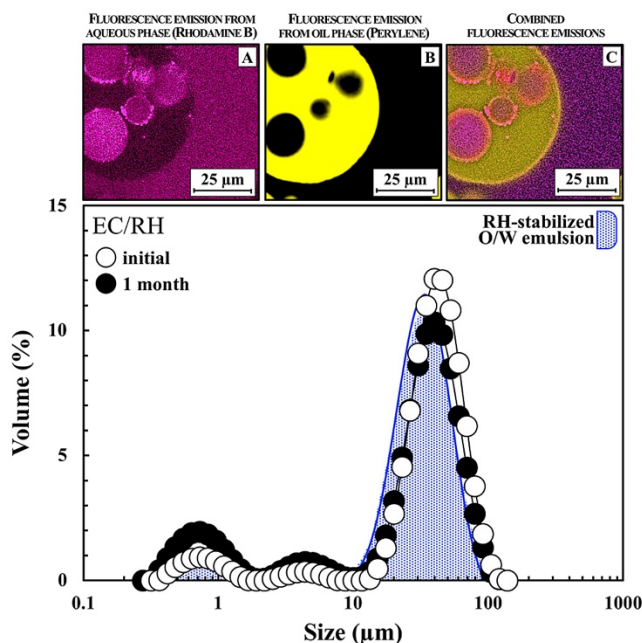 FLUORESCENCE EMISSION FROM
AQUEOUS PHASE (RHODAMINE B)
FLUORESCENCE EMISSION
FROM OIL PHASE (PERYLENE)
COMBINED
FLUORESCENCE EMISSIONS
A
B
C
25 µm
25 µm
25 µm
15
EC/RH
initial
1 month
RH-stabilized
O/W emulsion
10
Volume (%)
5
0
0.1
1
10
100
1000
Size (µm)